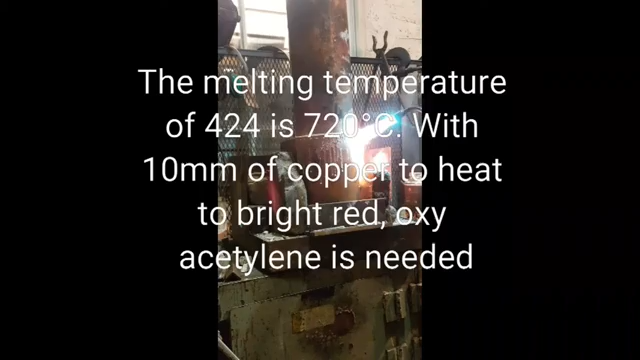 The melting temperature
of 424 is 720°C. With
10mm of copper to heat
to bright red, oxy
acetylene is needed